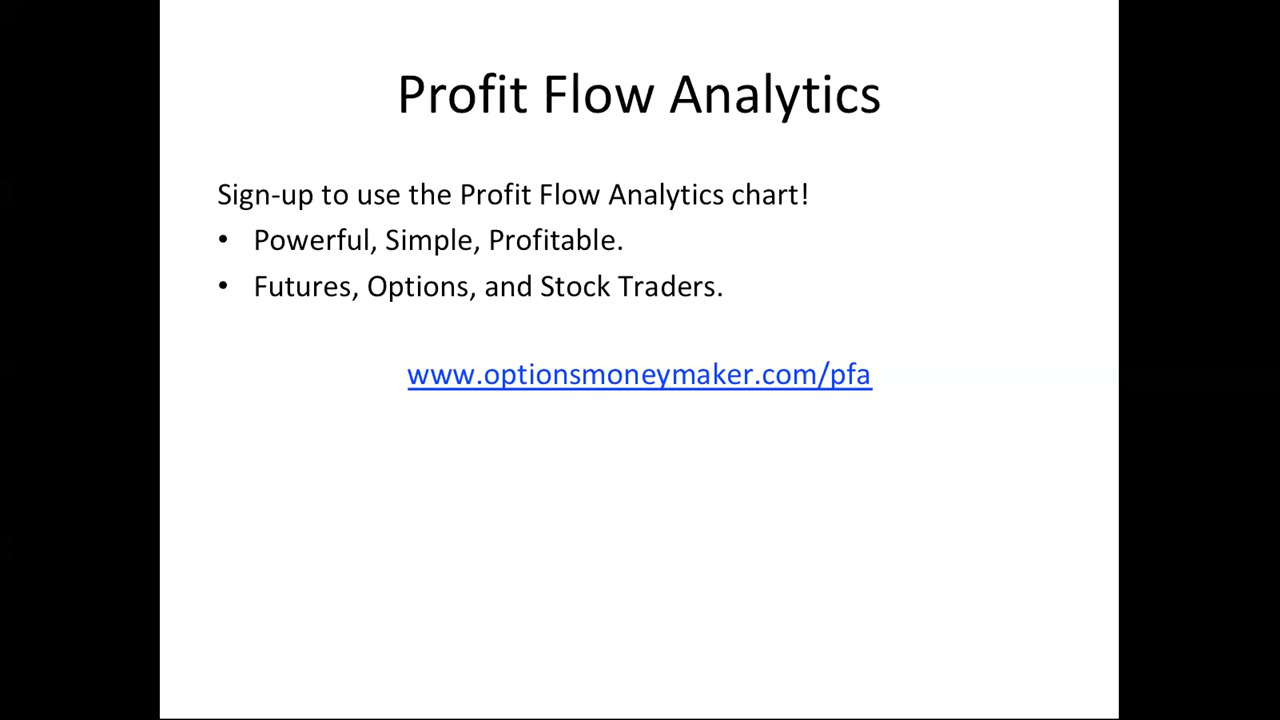 Profit Flow Analytics
Sign-up to use the Profit Flow Analytics chart!
• Powerful, Simple, Profitable.
• Futures, Options, and Stock Traders.
www.optionsmoneymaker.com/pfa